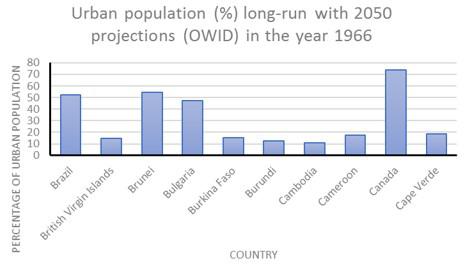 Urban population (%) long-run with 2050
projections (OWID) in the year 1966
PERCENTAGE OF URBAN POPULATION
80
70
60
50
40
30
20
10
0
Brazil
British Virgin Islands
Brunei
Bulgaria
Burkina Faso
Burundi
Cambodia
Cameroon
Canada
Cape Verde
COUNTRY